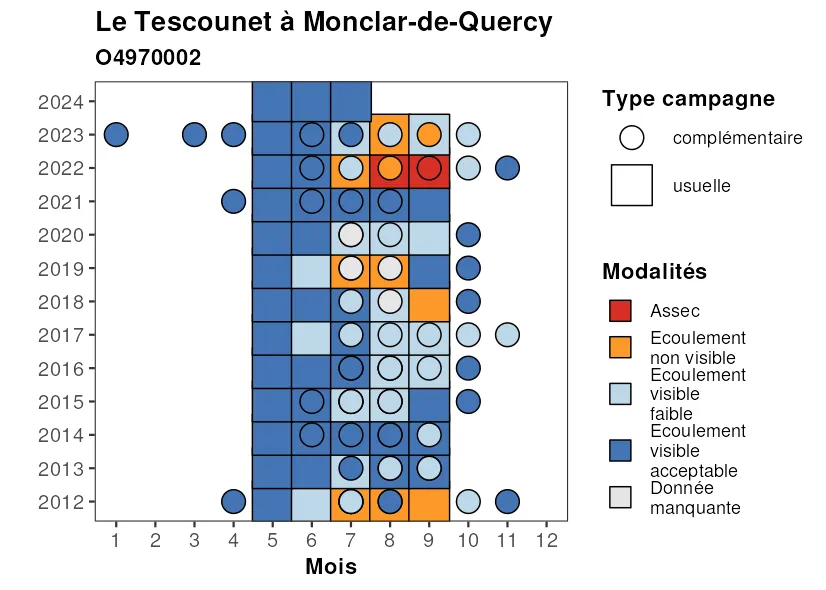 Le Tescounet à Monclar-de-Quercy
O4970002
2024
2023
2022
2021
2020
2019
2018
2017
2016
2015
2014
2013
2012
1 2 3 4 5 6 7 8 9 10 11 12
Mois
Type campagne
complémentaire
usuelle
Modalités
Assec
Ecoulement
non visible
Ecoulement
visible
faible
Ecoulement
visible
acceptable
Donnée
manquante